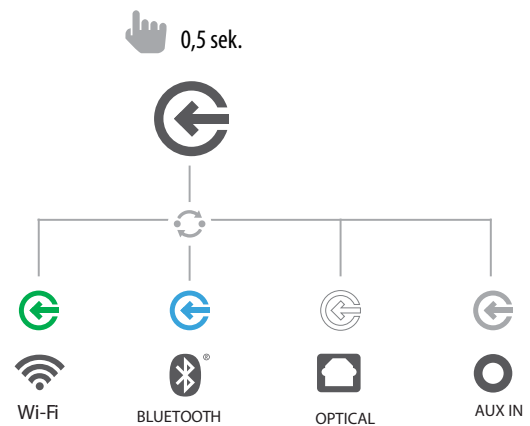 0,5 sek.
®
Wi-Fi
BLUETOOTH
OPTICAL
AUX IN